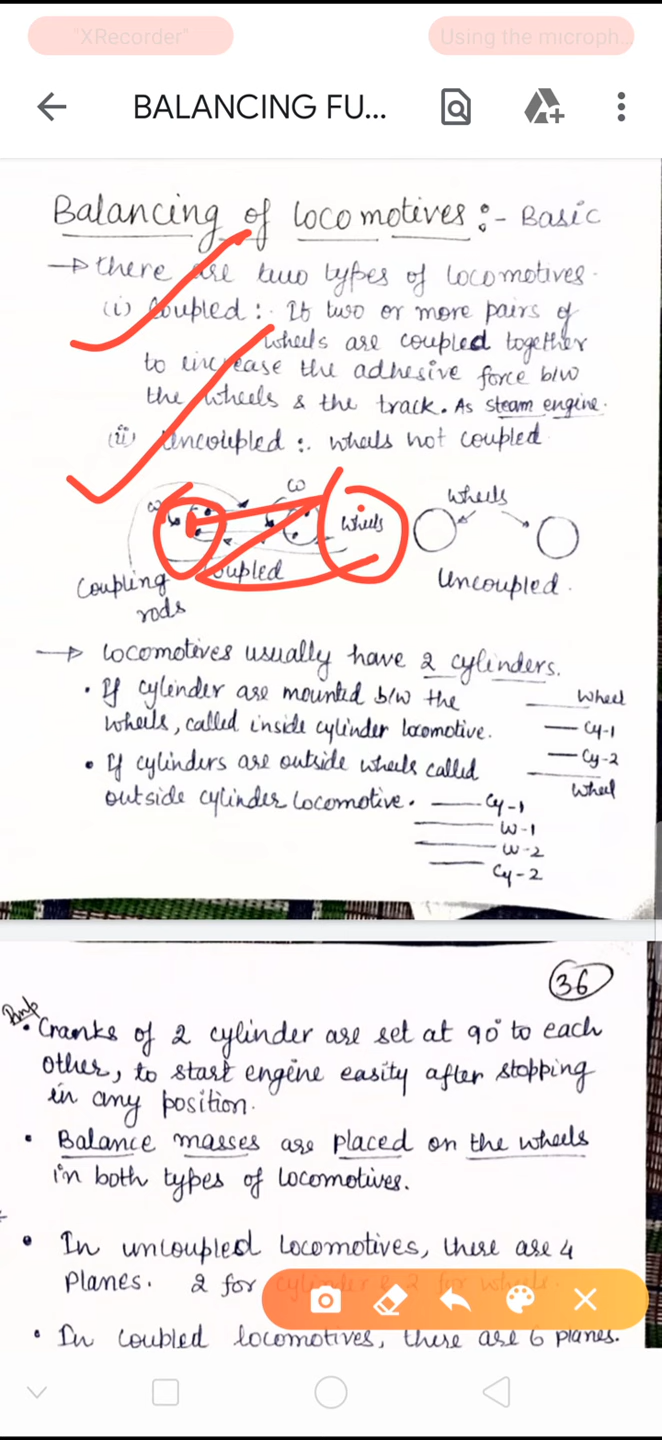 "XRecorder"
Using the microph...
BALANCING FU...
Balancing of locomotives :- Basic
→ there are two types of locomotives.
(i) Coupled :. If two or more pairs of
wheels are coupled together
to increase the adhesive force b/w
the wheels & the track. As steam engine.
(ii) Uncoupled :. wheels not coupled
ω
ω
wheels
wheels
Coupling
rods
Coupled
Uncoupled.
→ locomotives usually have 2 cylinders.
• If cylinder are mounted b/w the
wheels, called inside cylinder locomotive.
wheel
Cy-1
Cy-2
wheel
• If cylinders are outside wheels called
outside cylinder locomotive.
Cy-1
W-1
W-2
Cy-2
36
Imp
• Cranks of 2 cylinder are set at 90° to each
other, to start engine easity after stopping
in any position.
• Balance masses are placed on the wheels
in both types of locomotives.
• In uncoupled locomotives, there are 4
planes. 2 for cylinder & 2 for wheels.
• In coupled locomotives, there are 6 planes.